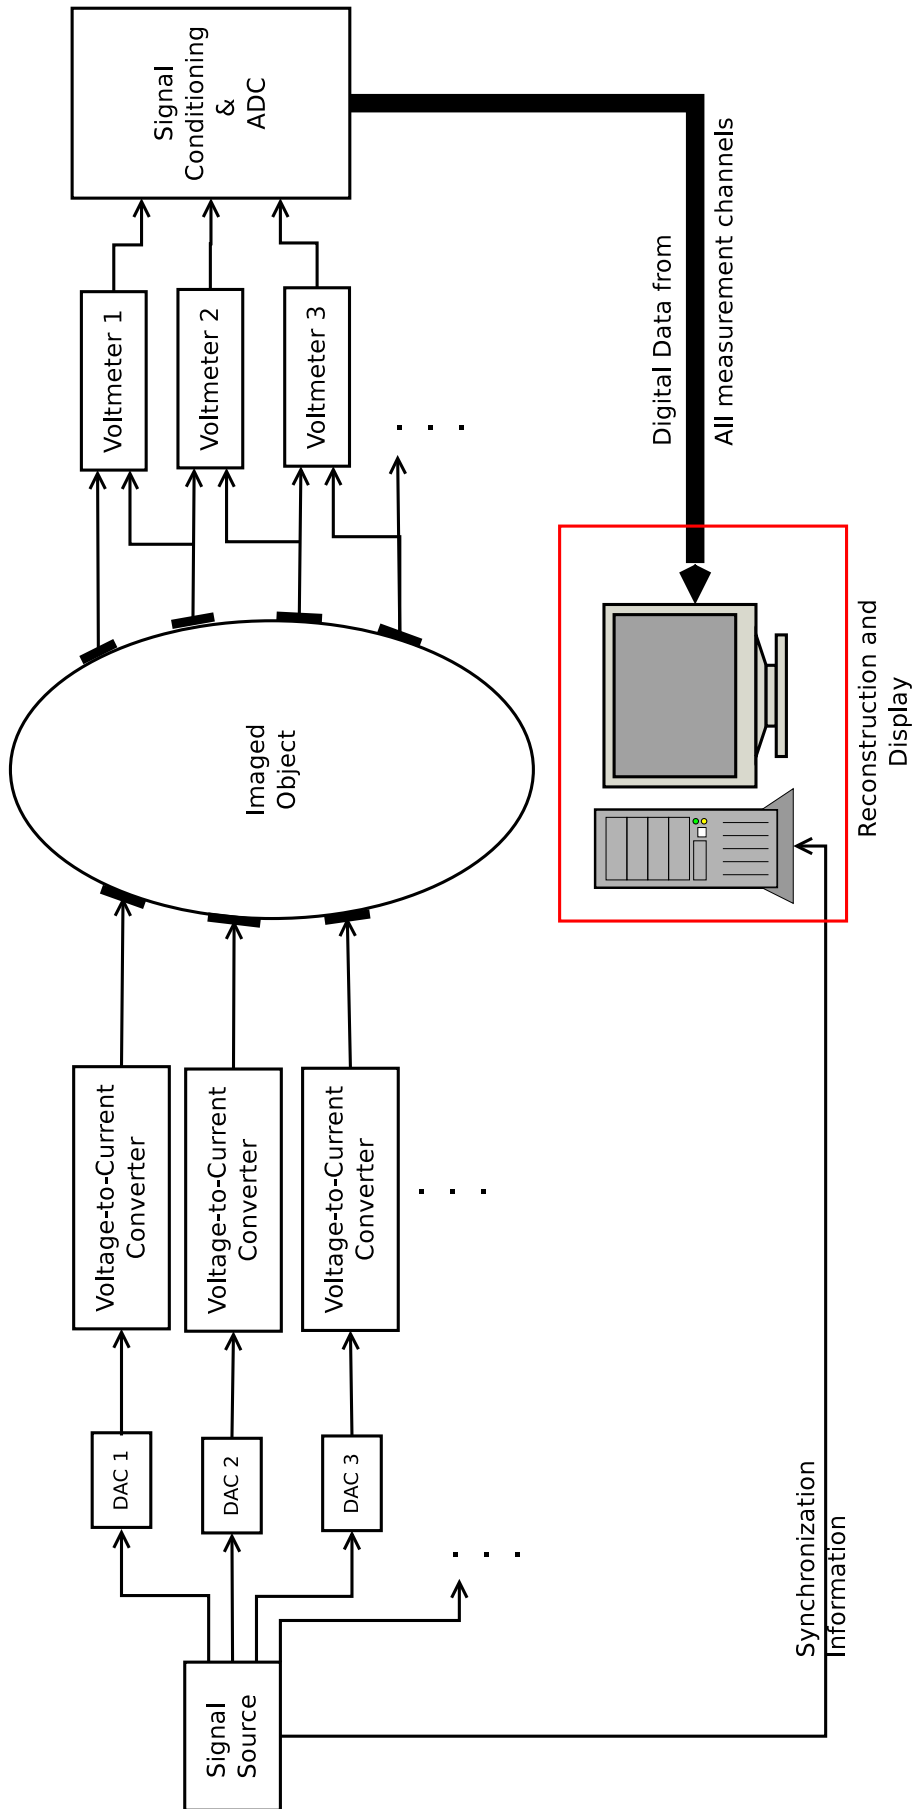 Signal
Source
DAC 1
DAC 2
DAC 3
. . .
Voltage-to-Current
Converter
Voltage-to-Current
Converter
Voltage-to-Current
Converter
. . .
Imaged
Object
Voltmeter 1
Voltmeter 2
Voltmeter 3
. . .
Signal
Conditioning
&
ADC
Digital Data from
All measurement channels
Reconstruction and
Display
Synchronization
Information